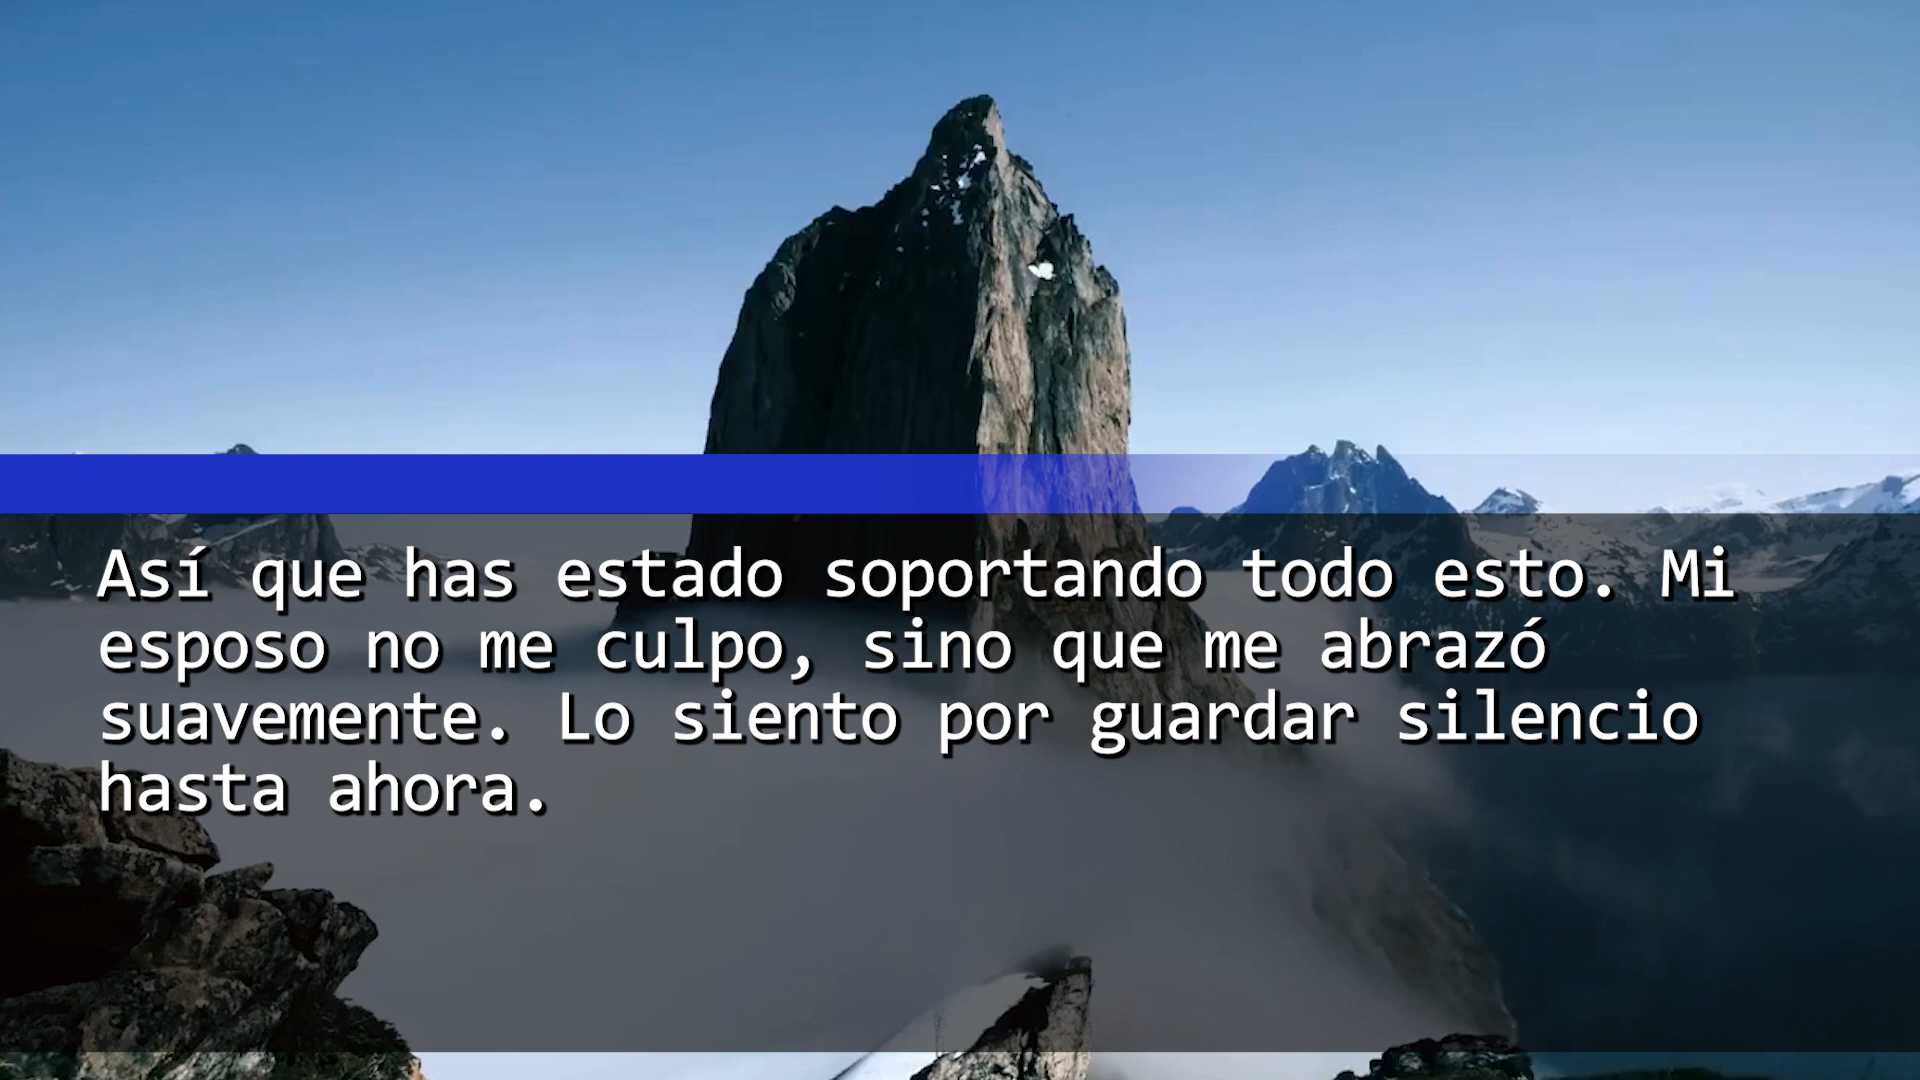 Así que has estado soportando todo esto. Mi
esposo no me culpo, sino que me abrazó
suavemente. Lo siento por guardar silencio
hasta ahora.